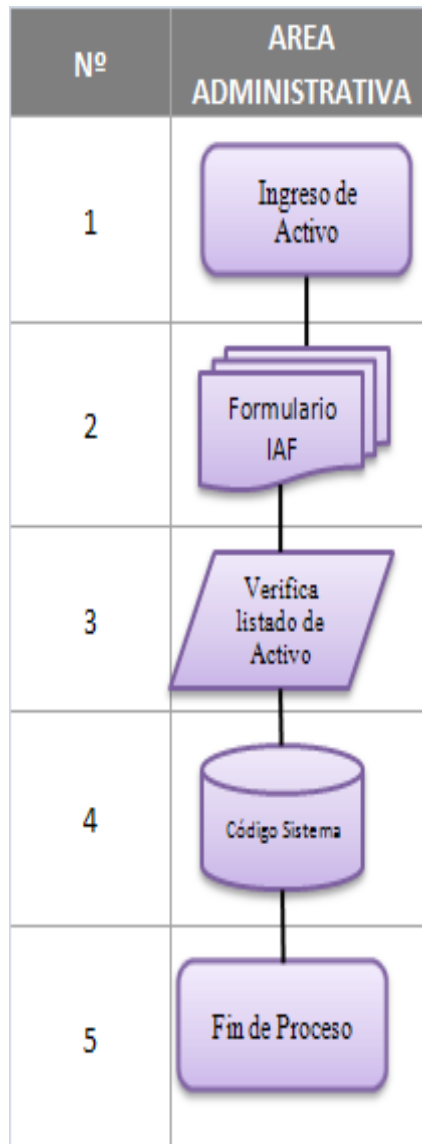 Nº
AREA
ADMINISTRATIVA
1
Ingreso de
Activo
2
Formulario
IAF
3
Verifica
listado de
Activo
4
Código Sistema
5
Fin de Proceso